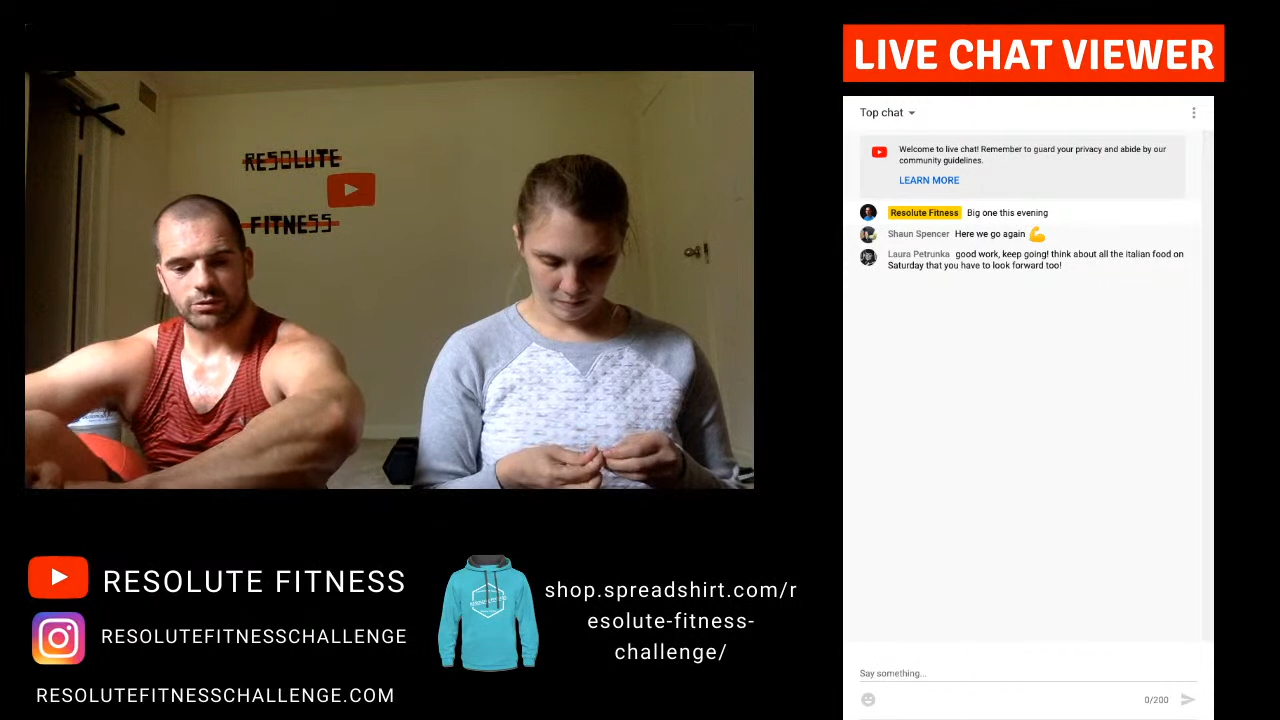 RESOLUTE
FITNESS
RESOLUTE FITNESS
RESOLUTEFITNESSCHALLENGE
RESOLUTEFITNESSCHALLENGE.COM
shop.spreadshirt.com/r
esolute-fitness-
challenge/
LIVE CHAT VIEWER
Top chat
Welcome to live chat! Remember to guard your privacy and abide by our
community guidelines.
LEARN MORE
Resolute Fitness Big one this evening
Shaun Spencer Here we go again 💪
Laura Petrunka good work, keep going! think about all the italian food on
Saturday that you have to look forward too!
Say something...
0/200